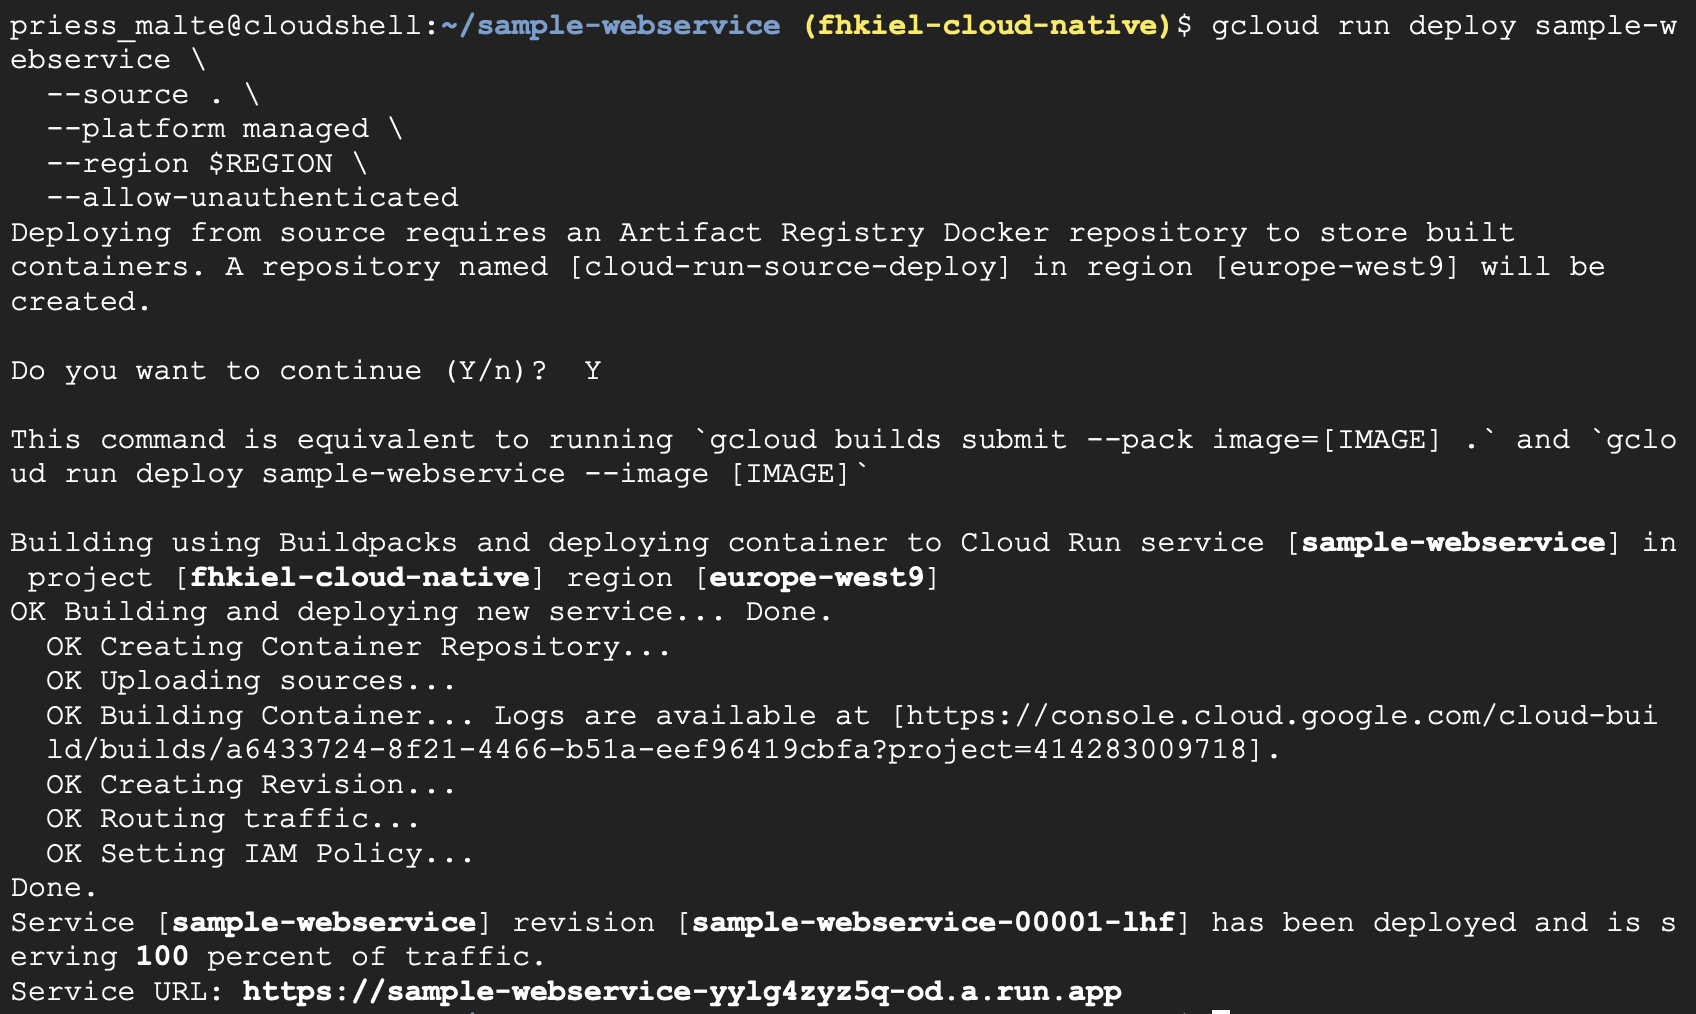 priess_malte@cloudshell:~/sample-webservice (fhkiel-cloud-native)$ gcloud run deploy sample-w
ebservice \
  --source . \
  --platform managed \
  --region $REGION \
  --allow-unauthenticated
Deploying from source requires an Artifact Registry Docker repository to store built
containers. A repository named [cloud-run-source-deploy] in region [europe-west9] will be
created.

Do you want to continue (Y/n)?  Y

This command is equivalent to running `gcloud builds submit --pack image=[IMAGE] .` and `gclo
ud run deploy sample-webservice --image [IMAGE]`

Building using Buildpacks and deploying container to Cloud Run service [sample-webservice] in
 project [fhkiel-cloud-native] region [europe-west9]
OK Building and deploying new service... Done.
  OK Creating Container Repository...
  OK Uploading sources...
  OK Building Container... Logs are available at [https://console.cloud.google.com/cloud-bui
  ld/builds/a6433724-8f21-4466-b51a-eef96419cbfa?project=414283009718].
  OK Creating Revision...
  OK Routing traffic...
  OK Setting IAM Policy...
Done.
Service [sample-webservice] revision [sample-webservice-00001-lhf] has been deployed and is s
erving 100 percent of traffic.
Service URL: https://sample-webservice-yylg4zyz5q-od.a.run.app